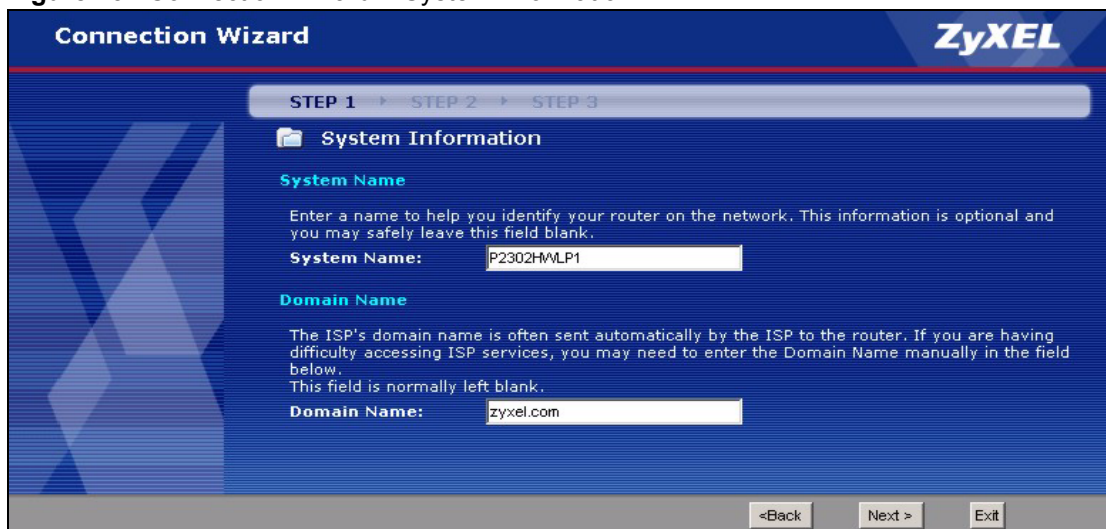 Connection Wizard
ZyXEL
STEP 1 STEP 2 STEP 3
System Information
System Name
Enter a name to help you identify your router on the network. This information is optional and
you may safely leave this field blank.
System Name: P2302HWLP1
Domain Name
The ISP's domain name is often sent automatically by the ISP to the router. If you are having
difficulty accessing ISP services, you may need to enter the Domain Name manually in the field
below.
This field is normally left blank.
Domain Name: zyxel.com
<Back Next > Exit